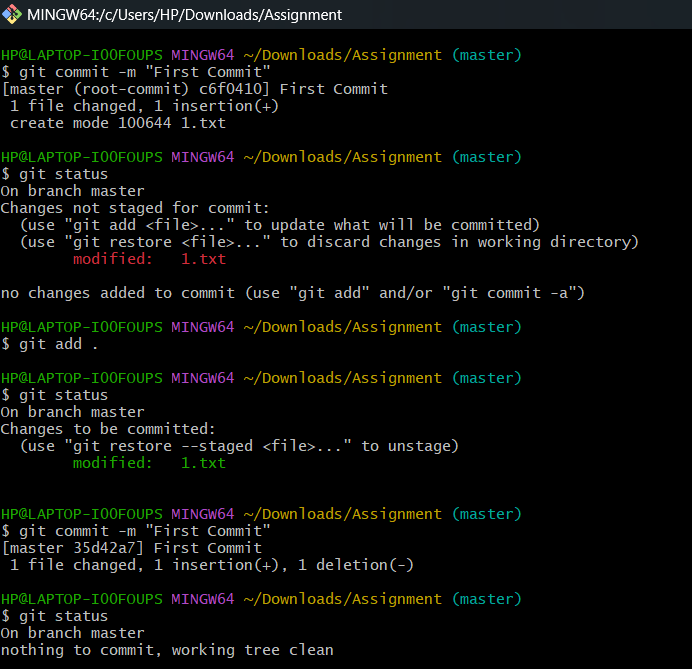 MINGW64:/c/Users/HP/Downloads/Assignment
HP@LAPTOP-I00FOUPS MINGW64 ~/Downloads/Assignment (master)
$ git commit -m "First Commit"
[master (root-commit) c6f0410] First Commit
 1 file changed, 1 insertion(+)
 create mode 100644 1.txt
HP@LAPTOP-I00FOUPS MINGW64 ~/Downloads/Assignment (master)
$ git status
On branch master
Changes not staged for commit:
  (use "git add <file>..." to update what will be committed)
  (use "git restore <file>..." to discard changes in working directory)
        modified:   1.txt
no changes added to commit (use "git add" and/or "git commit -a")
HP@LAPTOP-I00FOUPS MINGW64 ~/Downloads/Assignment (master)
$ git add .
HP@LAPTOP-I00FOUPS MINGW64 ~/Downloads/Assignment (master)
$ git status
On branch master
Changes to be committed:
  (use "git restore --staged <file>..." to unstage)
        modified:   1.txt
HP@LAPTOP-I00FOUPS MINGW64 ~/Downloads/Assignment (master)
$ git commit -m "First Commit"
[master 35d42a7] First Commit
 1 file changed, 1 insertion(+), 1 deletion(-)
HP@LAPTOP-I00FOUPS MINGW64 ~/Downloads/Assignment (master)
$ git status
On branch master
nothing to commit, working tree clean